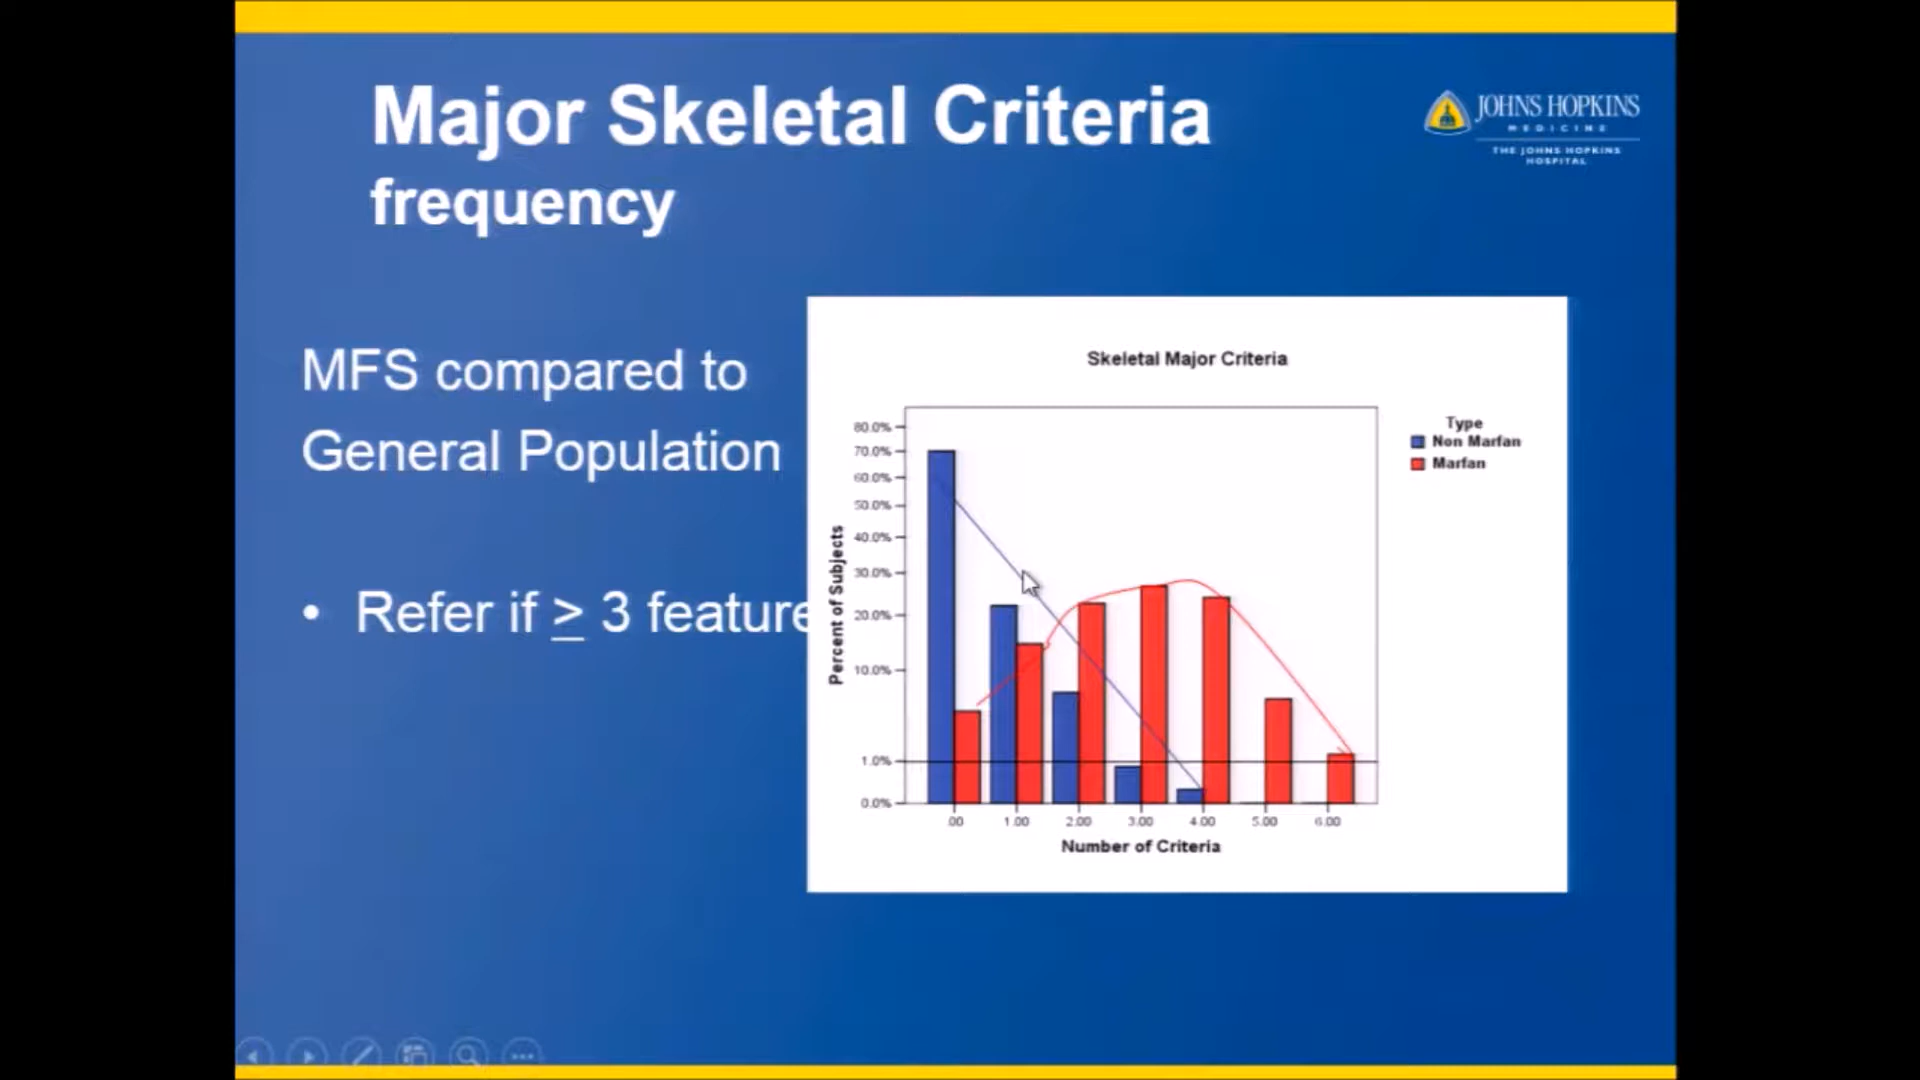 Major Skeletal Criteria
frequency
JOHNS HOPKINS
MEDICINE
THE JOHNS HOPKINS
HOSPITAL
MFS compared to
General Population
• Refer if ≥ 3 feature
Skeletal Major Criteria
Type
Non Marfan
Marfan
Percent of Subjects
80.0%
70.0%
60.0%
50.0%
40.0%
30.0%
20.0%
10.0%
1.0%
0.0%
.00 1.00 2.00 3.00 4.00 5.00 6.00
Number of Criteria